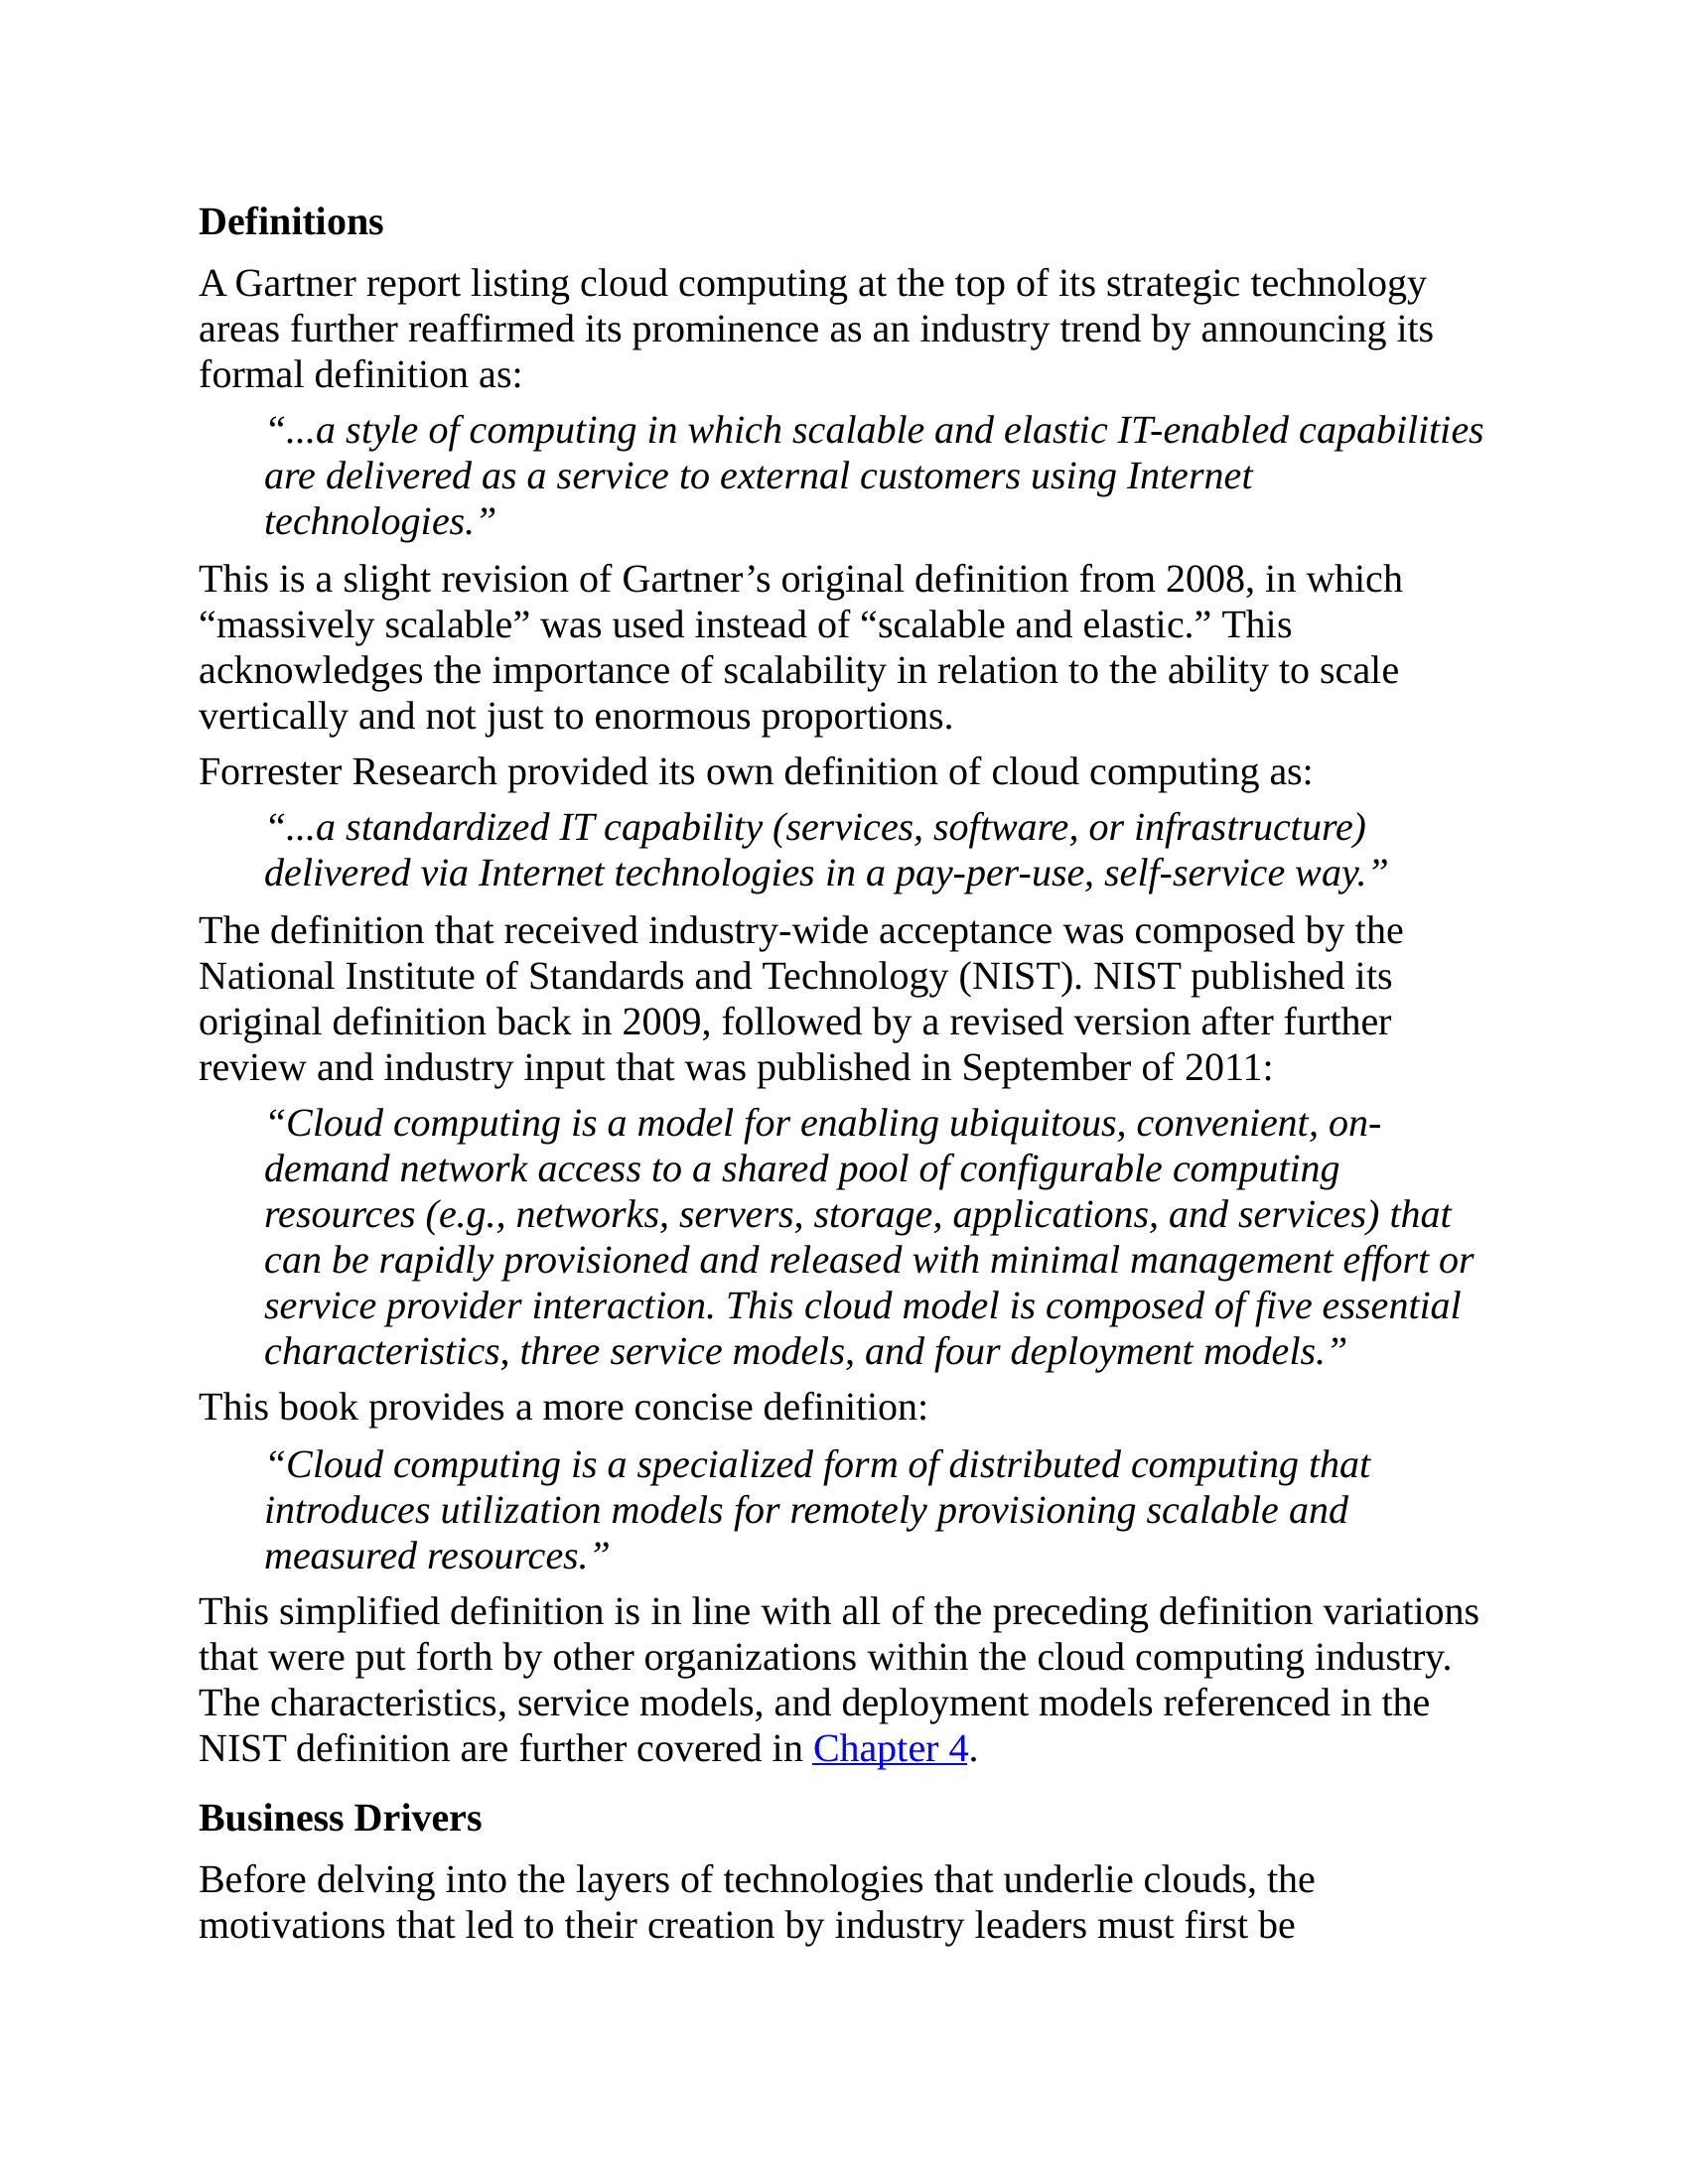 Definitions
A Gartner report listing cloud computing at the top of its strategic technology
areas further reaffirmed its prominence as an industry trend by announcing its
formal definition as:
“...a style of computing in which scalable and elastic IT-enabled capabilities
are delivered as a service to external customers using Internet
technologies.”
This is a slight revision of Gartner’s original definition from 2008, in which
“massively scalable” was used instead of “scalable and elastic.” This
acknowledges the importance of scalability in relation to the ability to scale
vertically and not just to enormous proportions.
Forrester Research provided its own definition of cloud computing as:
“...a standardized IT capability (services, software, or infrastructure)
delivered via Internet technologies in a pay-per-use, self-service way.”
The definition that received industry-wide acceptance was composed by the
National Institute of Standards and Technology (NIST). NIST published its
original definition back in 2009, followed by a revised version after further
review and industry input that was published in September of 2011:
“Cloud computing is a model for enabling ubiquitous, convenient, on-
demand network access to a shared pool of configurable computing
resources (e.g., networks, servers, storage, applications, and services) that
can be rapidly provisioned and released with minimal management effort or
service provider interaction. This cloud model is composed of five essential
characteristics, three service models, and four deployment models.”
This book provides a more concise definition:
“Cloud computing is a specialized form of distributed computing that
introduces utilization models for remotely provisioning scalable and
measured resources.”
This simplified definition is in line with all of the preceding definition variations
that were put forth by other organizations within the cloud computing industry.
The characteristics, service models, and deployment models referenced in the
NIST definition are further covered in Chapter 4.
Business Drivers
Before delving into the layers of technologies that underlie clouds, the
motivations that led to their creation by industry leaders must first be